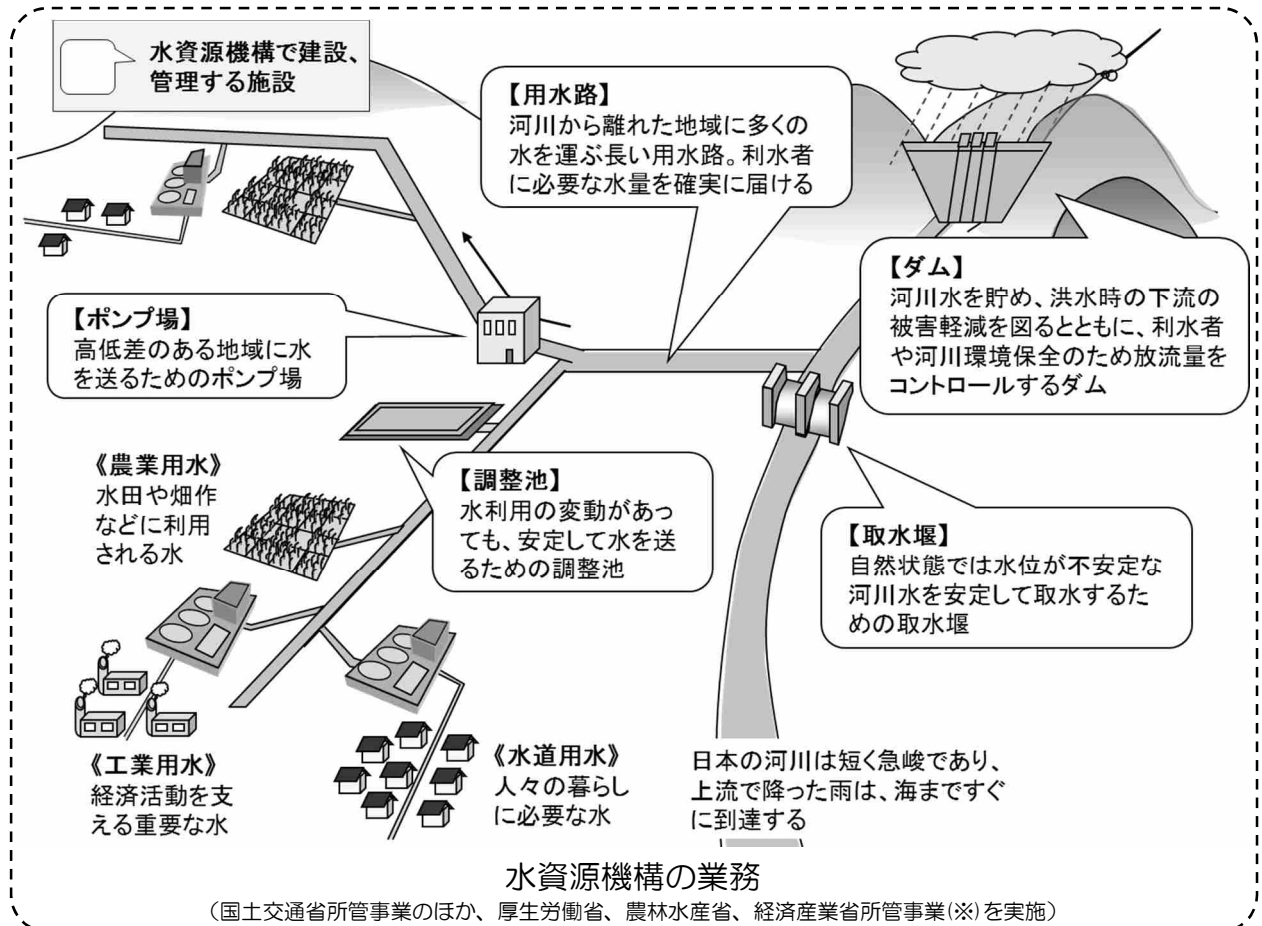 水資源機構で建設、
管理する施設
【用水路】
河川から離れた地域に多くの
水を運ぶ長い用水路。利水者
に必要な水量を確実に届ける
【ダム】
河川水を貯め、洪水時の下流の
被害軽減を図るとともに、利水者
や河川環境保全のため放流量を
コントロールするダム
【ポンプ場】
高低差のある地域に水
を送るためのポンプ場
《農業用水》
水田や畑作
などに利用
される水
【調整池】
水利用の変動があっ
ても、安定して水を送
るための調整池
【取水堰】
自然状態では水位が不安定な
河川水を安定して取水するた
めの取水堰
《工業用水》
経済活動を支
える重要な水
《水道用水》
人々の暮らし
に必要な水
日本の河川は短く急峻であり、
上流で降った雨は、海まですぐ
に到達する
水資源機構の業務
（国土交通省所管事業のほか、厚生労働省、農林水産省、経済産業省所管事業(※)を実施）